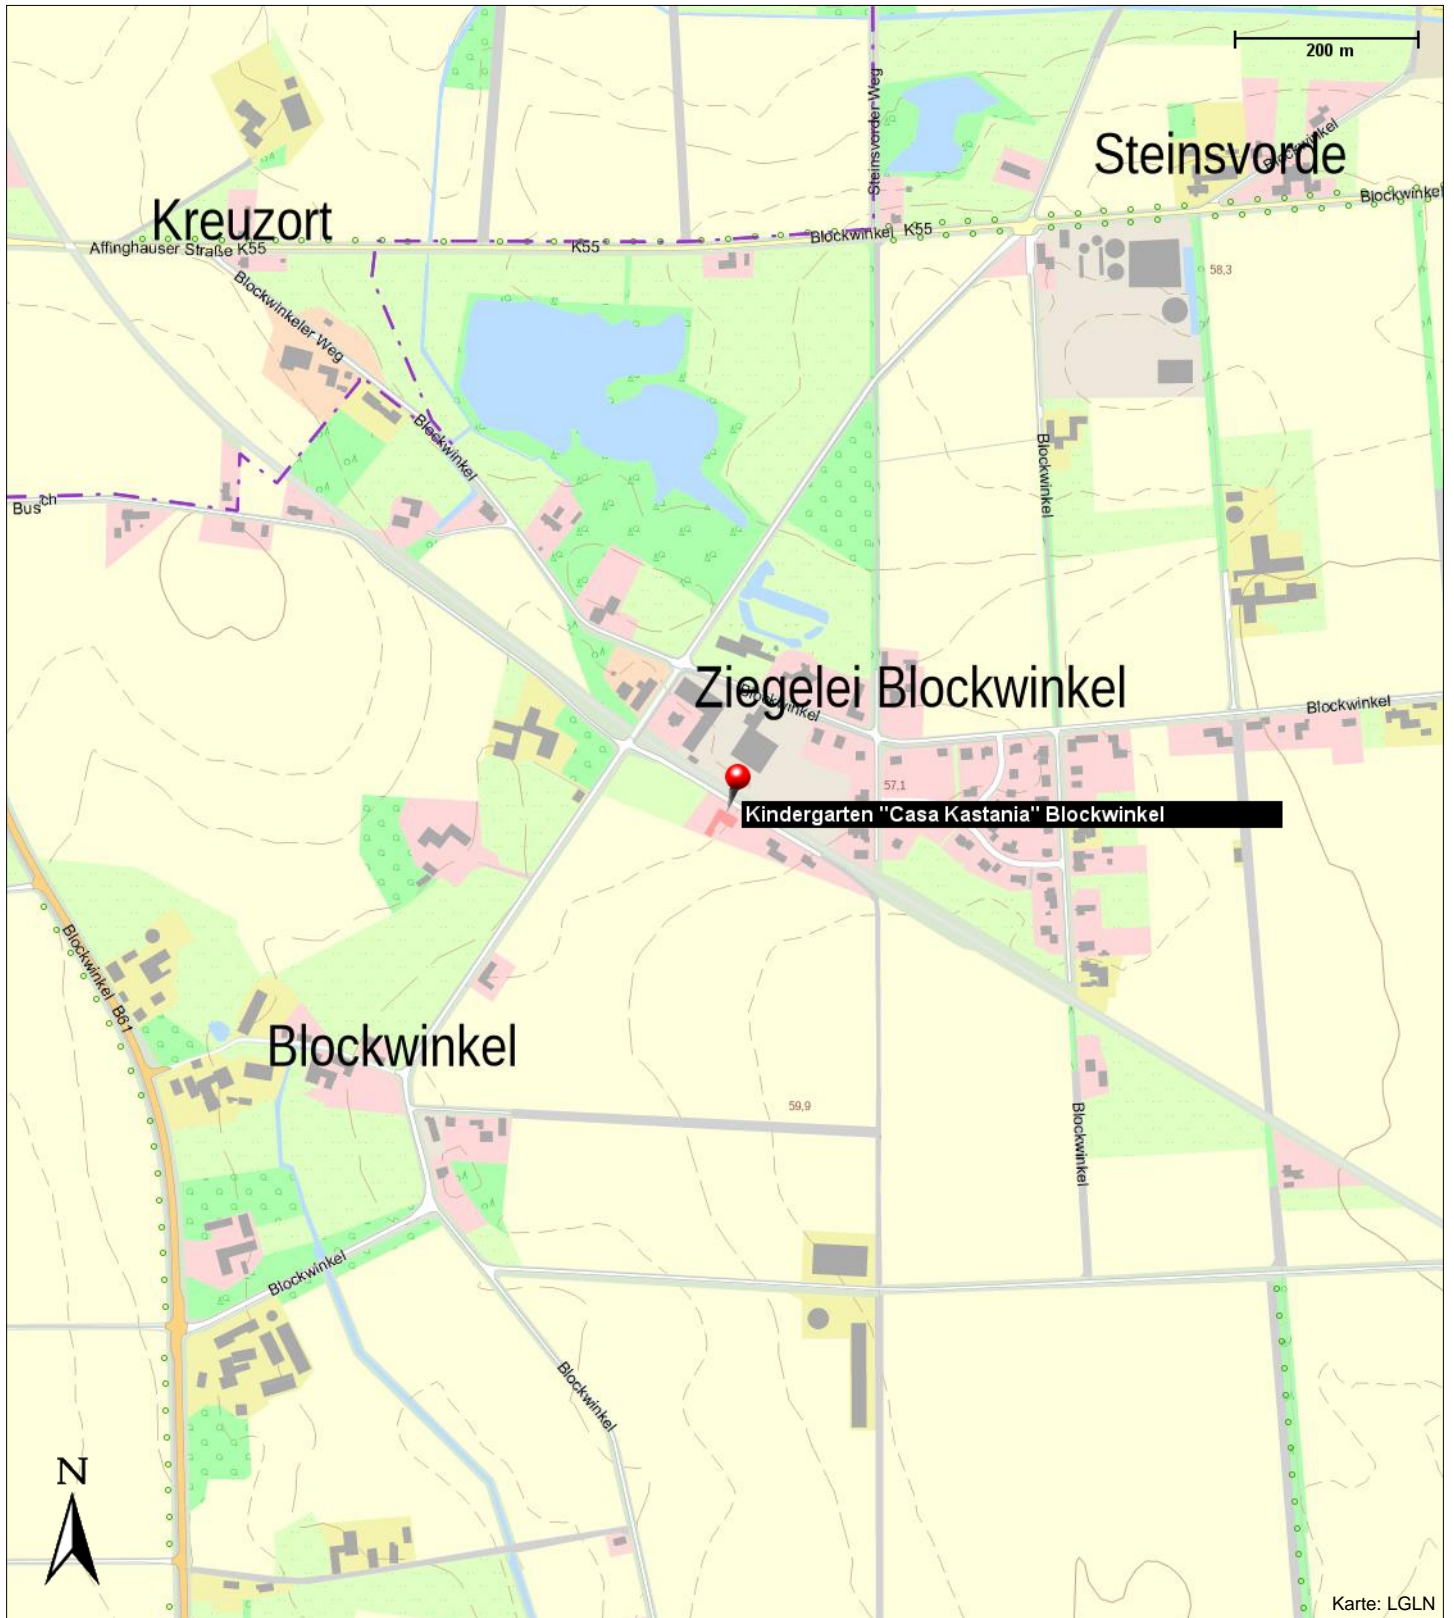 200 m
Steinsvorder Weg
Steinsvorde
Blockwinkel
Blockwinkel
Kreuzort
Affinghauser Straße K55
K55
Blockwinkel K55
58,3
Blockwinkeler Weg
Blockwinkel
Blockwinkel
Busch
Ziegelei Blockwinkel
Blockwinkel
Blockwinkel
57,1
Kindergarten "Casa Kastania" Blockwinkel
Blockwinkel B61
Blockwinkel
59,9
Blockwinkel
Blockwinkel
Blockwinkel
N
Karte: LGLN